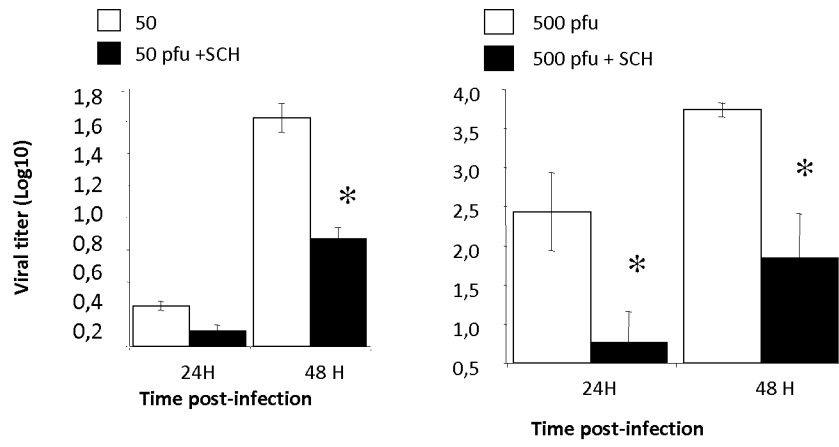 50
50 pfu +SCH
1,8
1,6
1,4
1,2
1,0
0,8
0,6
0,4
0,2
Viral titer (Log10)
*
24H
48 H
Time post-infection
500 pfu
500 pfu + SCH
4,0
3,5
3,0
2,5
2,0
1,5
1,0
0,5
*
*
24H
48 H
Time post-infection